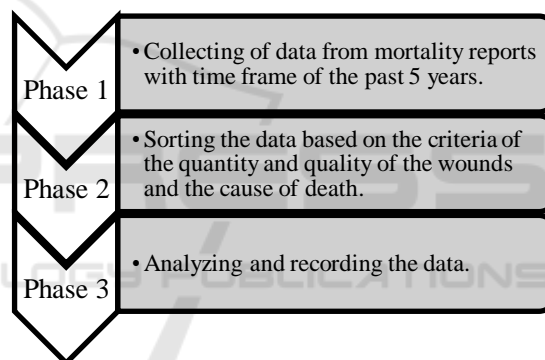 Phase 1
• Collecting of data from mortality reports
with time frame of the past 5 years.
Phase 2
• Sorting the data based on the criteria of
the quantity and quality of the wounds
and the cause of death.
Phase 3
• Analyzing and recording the data.
LOGY PUBLICATIONS